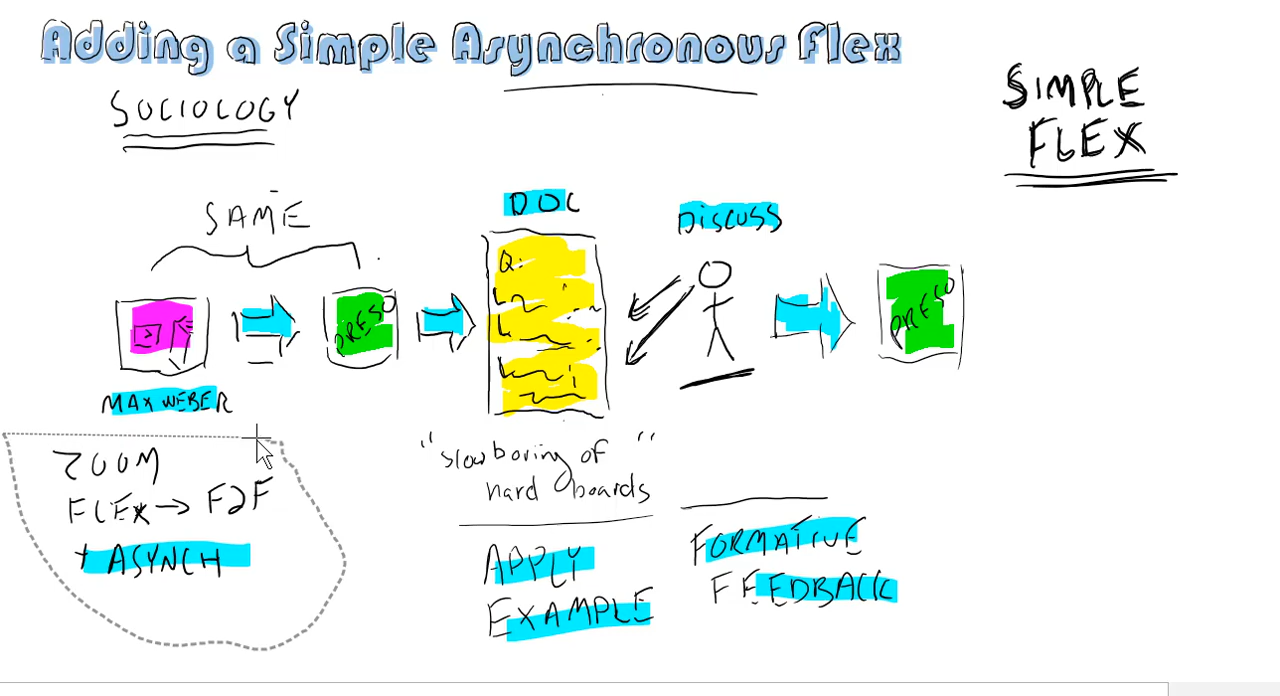 Adding a Simple Asynchronous Flex
SIMPLE
FLEX
SOCIOLOGY
SAME
DOC
DISCUSS
Q:
PRESO
PRESO
MAX WEBER
ZOOM
FLEX → F2F
+ ASYNCH
"slow boring of"
hard boards
APPLY
EXAMPLE
FORMATIVE
FEEDBACK